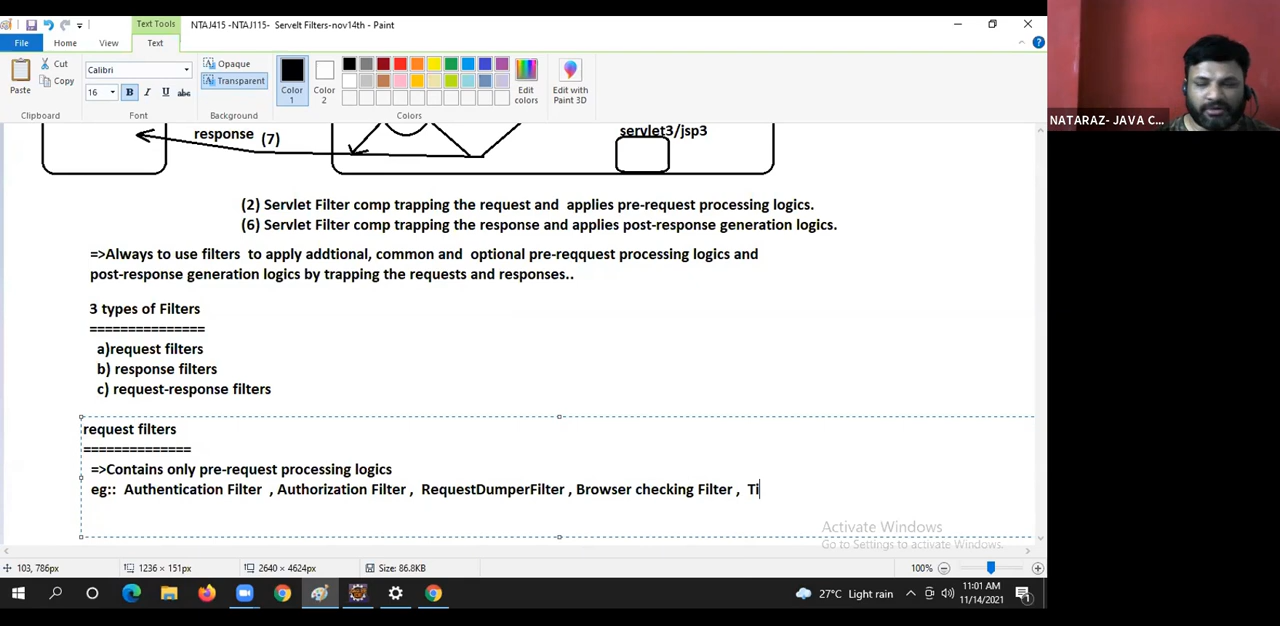 Text Tools
NTAJ415 -NTAJ115- Servelt Filters-nov14th - Paint
File
Home
View
Text
Paste
Cut
Copy
Clipboard
Calibri
16
B I U abc
Font
Opaque
Transparent
Background
Color 1
Color 2
Edit colors
Colors
Edit with Paint 3D
NATARAZ- JAVA C...
response (7)
servlet3/jsp3
(2) Servlet Filter comp trapping the request and applies pre-request processing logics.
(6) Servlet Filter comp trapping the response and applies post-response generation logics.
=>Always to use filters to apply addtional, common and optional pre-reqquest processing logics and
post-response generation logics by trapping the requests and responses..
3 types of Filters
===============
a)request filters
b) response filters
c) request-response filters
request filters
==============
=>Contains only pre-request processing logics
eg:: Authentication Filter , Authorization Filter , RequestDumperFilter , Browser checking Filter , Ti
Activate Windows
Go to Settings to activate Windows.
103, 786px
1236 × 151px
2640 × 4624px
Size: 86.8KB
100%
27°C Light rain
11:01 AM
11/14/2021
1